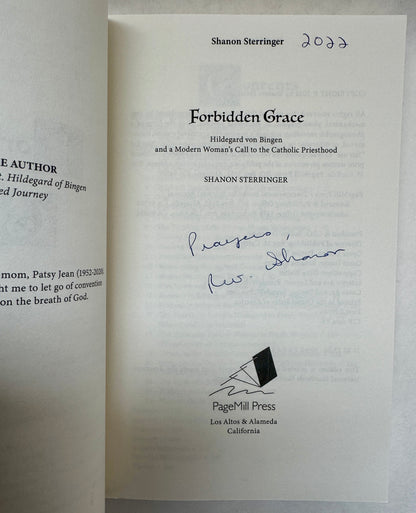 E AUTHOR
t. Hildegard of Bingen
ed Journey
mom, Patsy Jean (1952-2020),
ht me to let go of convention
on the breath of God.
Shanon Sterringer 2022
Forbidden Grace
Hildegard von Bingen
and a Modern Woman's Call to the Catholic Priesthood
SHANON STERRINGER
Prayers,
Rev. Shanon
PageMill Press
Los Altos & Alameda
California